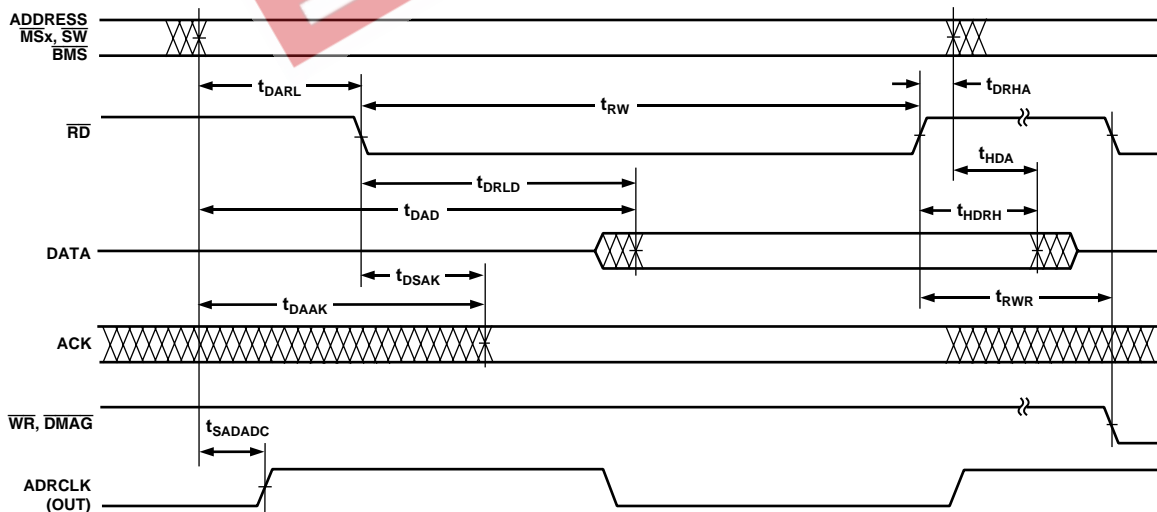 ADDRESS
MSx, SW
BMS
tDARL
tRW
tDRHA
RD
tHDA
tDRLD
tDAD
tHDRH
DATA
tDSAK
tDAAK
tRWR
ACK
WR, DMAG
tSADADC
ADRCLK
(OUT)